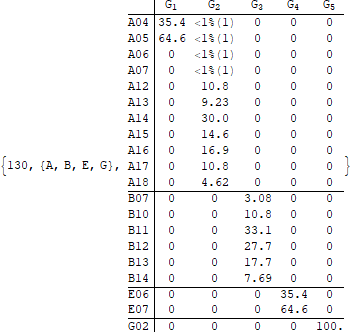 G₁ G₂ G₃ G₄ G₅
A04 35.4 <1%(1) 0 0 0
A05 64.6 <1%(1) 0 0 0
A06 0 <1%(1) 0 0 0
A07 0 <1%(1) 0 0 0
A12 0 10.8 0 0 0
A13 0 9.23 0 0 0
A14 0 30.0 0 0 0
A15 0 14.6 0 0 0
A16 0 16.9 0 0 0
{130, {A, B, E, G}, A17 0 10.8 0 0 0 }
A18 0 4.62 0 0 0
B07 0 0 3.08 0 0
B10 0 0 10.8 0 0
B11 0 0 33.1 0 0
B12 0 0 27.7 0 0
B13 0 0 17.7 0 0
B14 0 0 7.69 0 0
E06 0 0 0 35.4 0
E07 0 0 0 64.6 0
G02 0 0 0 0 100.